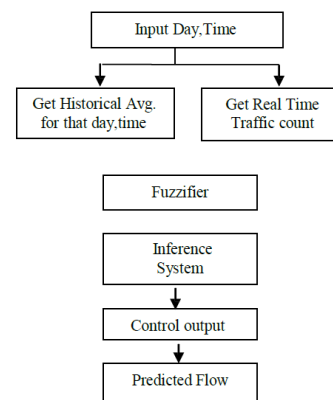 Input Day,Time
Get Historical Avg.
for that day,time
Get Real Time
Traffic count
Fuzzifier
Inference
System
Control output
Predicted Flow